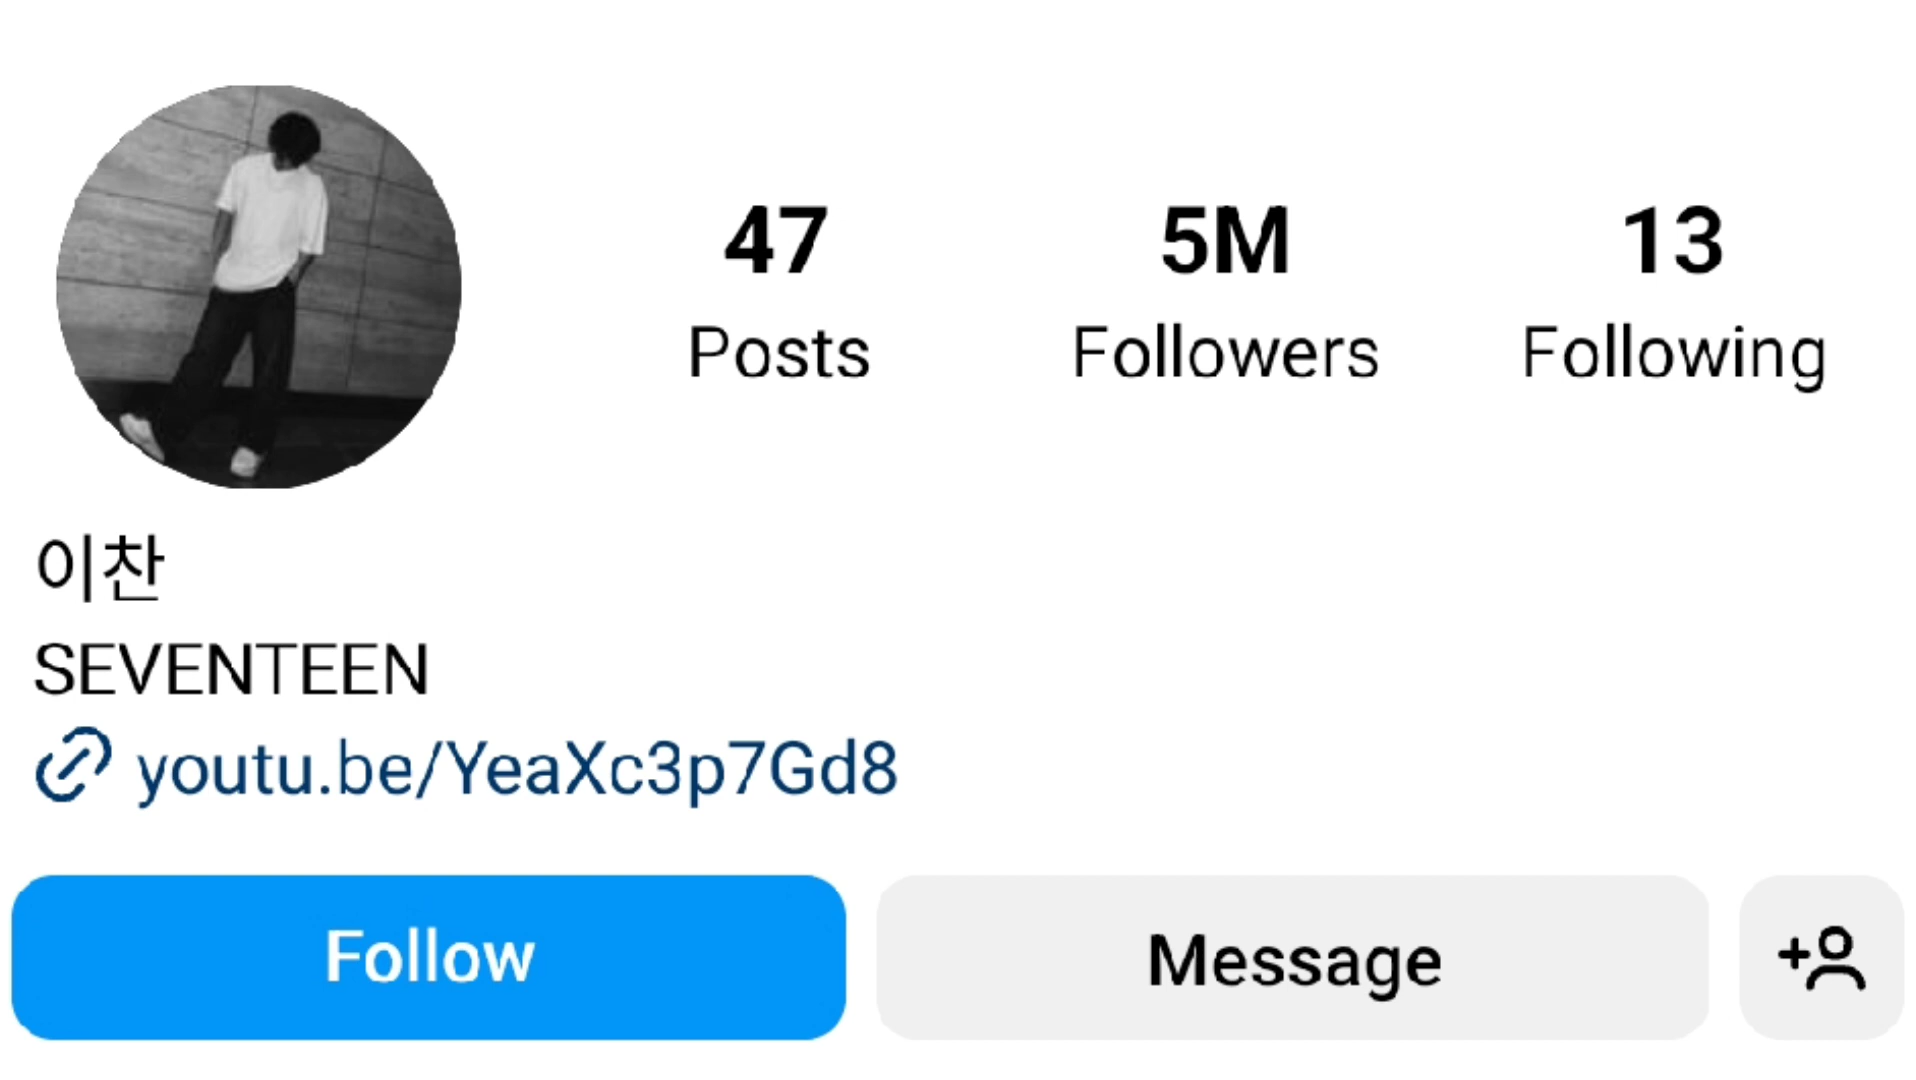 47 5M 13
Posts Followers Following
이찬
SEVENTEEN
youtu.be/YeaXc3p7Gd8
Follow Message